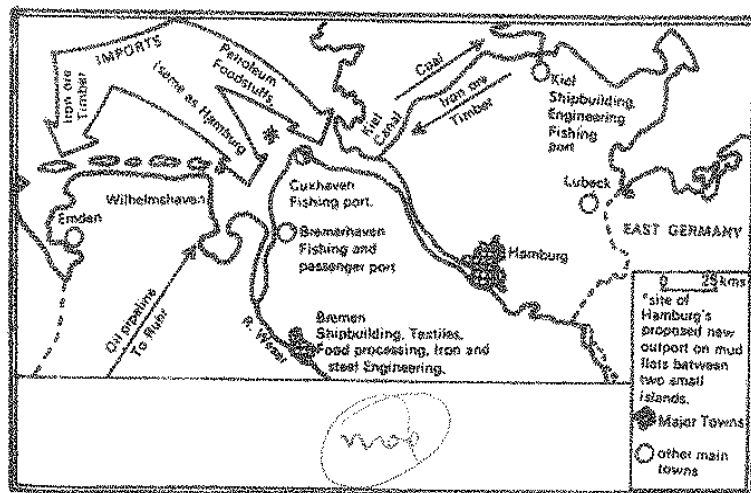 IMPORTS
Iron ore
Timber
(same as Hamburg
Petroleum
Foodstuffs
Coal
Iron ore
Timber
Kiel
Canal
Kiel
Shipbuilding,
Engineering
Fishing
port
Lubeck
EAST GERMANY
Wilhelmshaven
Emden
Cuxhaven
Fishing port.
Bremerhaven
Fishing and
passenger port
Hamburg
Oil pipeline
To Ruhr
R. Weser
Bremen
Shipbuilding, Textiles,
Food processing, Iron and
steel Engineering.
0 25 kms
*site of
Hamburg's
proposed new
outport on mud
flats between
two small
islands.
Major Towns
other main
towns